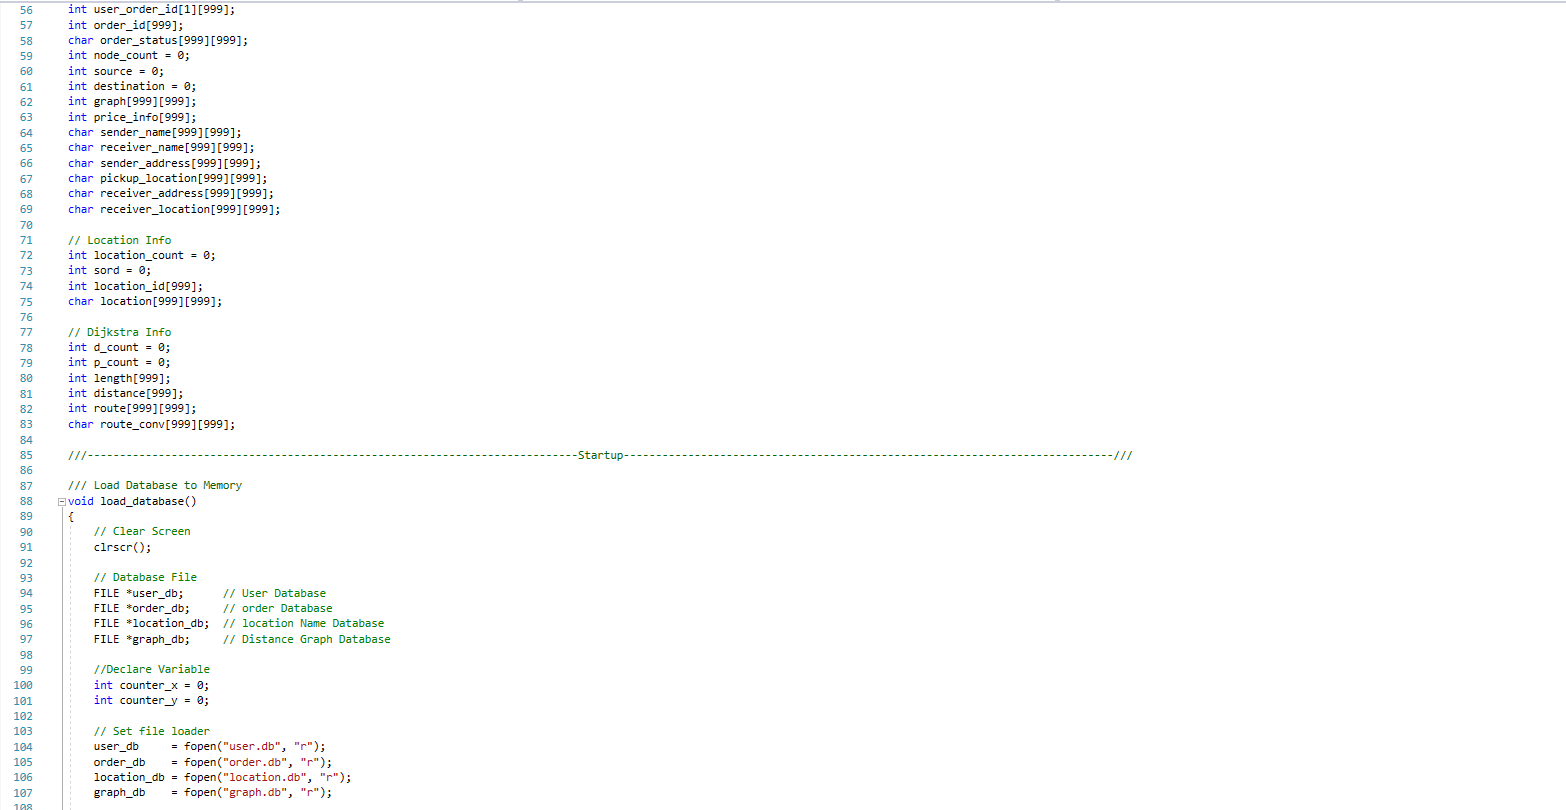 56 int user_order_id[1][999];
57 int order_id[999];
58 char order_status[999][999];
59 int node_count = 0;
60 int source = 0;
61 int destination = 0;
62 int graph[999][999];
63 int price_info[999];
64 char sender_name[999][999];
65 char receiver_name[999][999];
66 char sender_address[999][999];
67 char pickup_location[999][999];
68 char receiver_address[999][999];
69 char receiver_location[999][999];
70
71 // Location Info
72 int location_count = 0;
73 int sord = 0;
74 int location_id[999];
75 char location[999][999];
76
77 // Dijkstra Info
78 int d_count = 0;
79 int p_count = 0;
80 int length[999];
81 int distance[999];
82 int route[999][999];
83 char route_conv[999][999];
84
85 ///----------------------------------------------------------------------------Startup----------------------------------------------------------------------------///
86
87 /// Load Database to Memory
88 void load_database()
89 {
90     // Clear Screen
91     clrscr();
92
93     // Database File
94     FILE *user_db;      // User Database
95     FILE *order_db;     // order Database
96     FILE *location_db;  // location Name Database
97     FILE *graph_db;     // Distance Graph Database
98
99     //Declare Variable
100     int counter_x = 0;
101     int counter_y = 0;
102
103     // Set file loader
104     user_db     = fopen("user.db", "r");
105     order_db    = fopen("order.db", "r");
106     location_db = fopen("location.db", "r");
107     graph_db    = fopen("graph.db", "r");
108